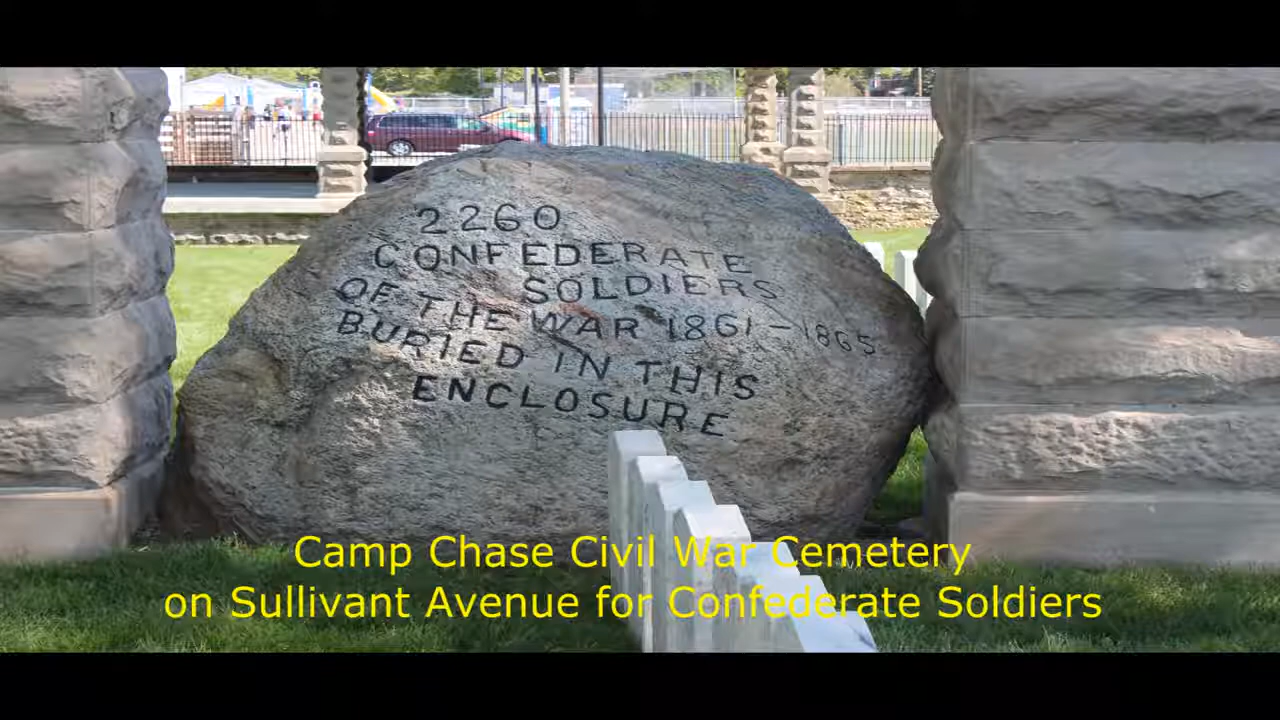 2260
CONFEDERATE
SOLDIERS
OF THE WAR 1861-1865
BURIED IN THIS
ENCLOSURE
Camp Chase Civil War Cemetery
on Sullivant Avenue for Confederate Soldiers